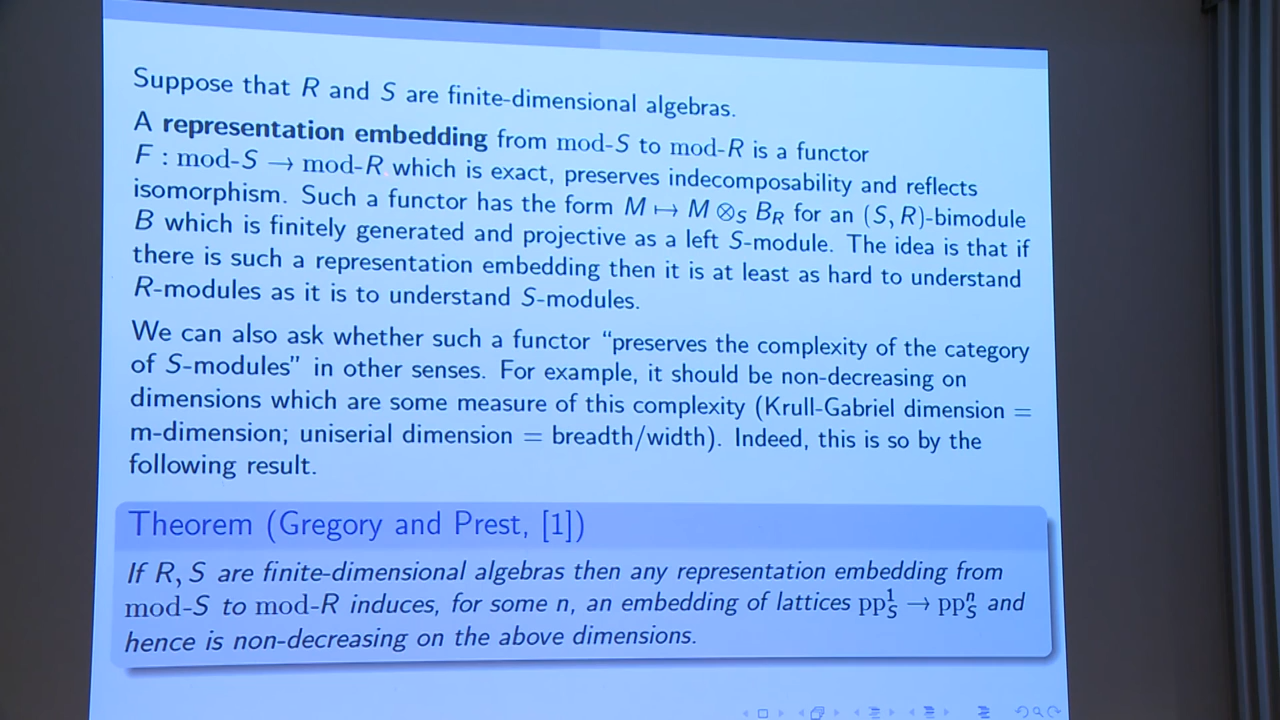 Suppose that R and S are finite-dimensional algebras.
A representation embedding from mod-S to mod-R is a functor
F : mod-S → mod-R which is exact, preserves indecomposability and reflects
isomorphism. Such a functor has the form M ↦ M ⊗_S B_R for an (S, R)-bimodule
B which is finitely generated and projective as a left S-module. The idea is that if
there is such a representation embedding then it is at least as hard to understand
R-modules as it is to understand S-modules.
We can also ask whether such a functor “preserves the complexity of the category
of S-modules” in other senses. For example, it should be non-decreasing on
dimensions which are some measure of this complexity (Krull-Gabriel dimension =
m-dimension; uniserial dimension = breadth/width). Indeed, this is so by the
following result.
Theorem (Gregory and Prest, [1])
If R, S are finite-dimensional algebras then any representation embedding from
mod-S to mod-R induces, for some n, an embedding of lattices pp_S^1 → pp_S^n and
hence is non-decreasing on the above dimensions.